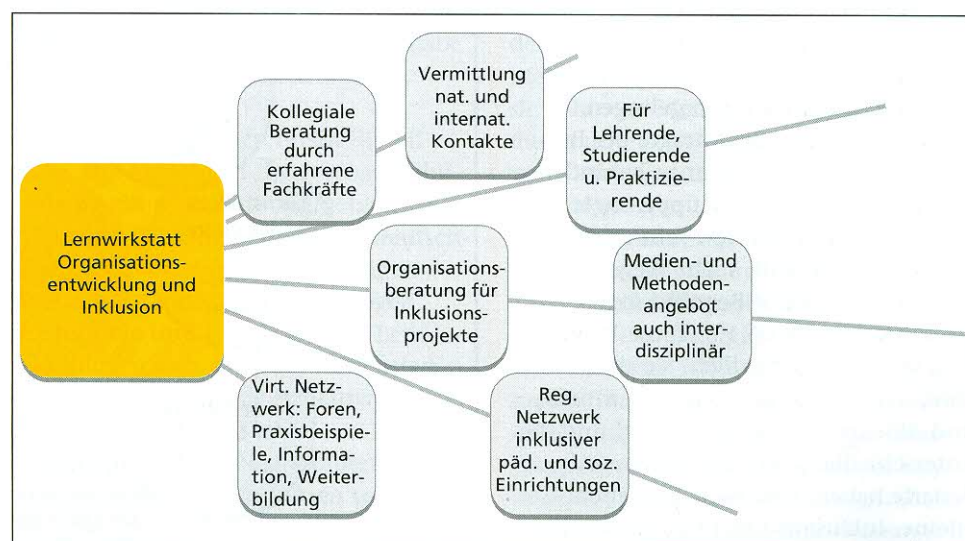 Lernwirkstatt
Organisations-
entwicklung und
Inklusion
Kollegiale
Beratung
durch
erfahrene
Fachkräfte
Vermittlung
nat. und
internat.
Kontakte
Für
Lehrende,
Studierende
u. Praktizie-
rende
Organisations-
beratung für
Inklusions-
projekte
Medien- und
Methoden-
angebot
auch inter-
disziplinär
Virt. Netz-
werk: Foren,
Praxisbeispie-
le, Informa-
tion, Weiter-
bildung
Reg.
Netzwerk
inklusiver
päd. und soz.
Einrichtungen